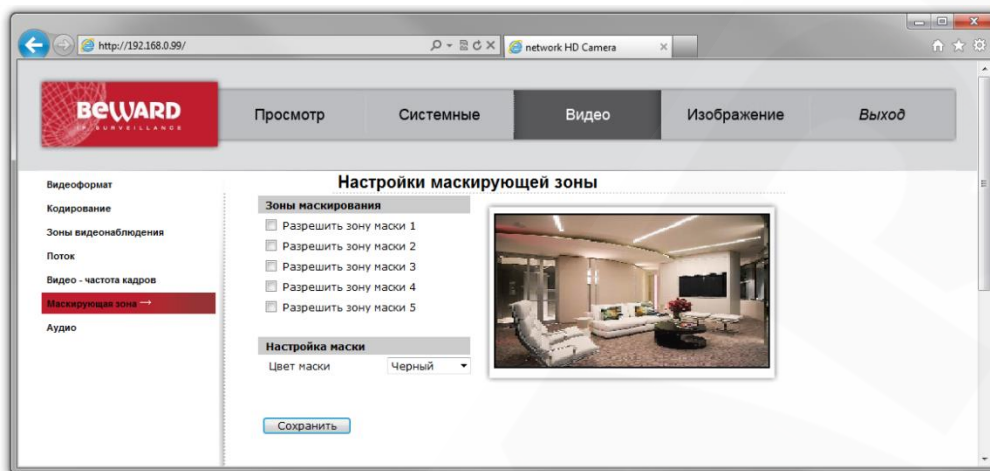 http://192.168.0.99/
network HD Camera
BEWARD
IP SURVEILLANCE
Просмотр
Системные
Видео
Изображение
Выход
Видеоформат
Кодирование
Зоны видеонаблюдения
Поток
Видео - частота кадров
Маскирующая зона →
Аудио
Настройки маскирующей зоны
Зоны маскирования
Разрешить зону маски 1
Разрешить зону маски 2
Разрешить зону маски 3
Разрешить зону маски 4
Разрешить зону маски 5
Настройка маски
Цвет маски Черный
Сохранить